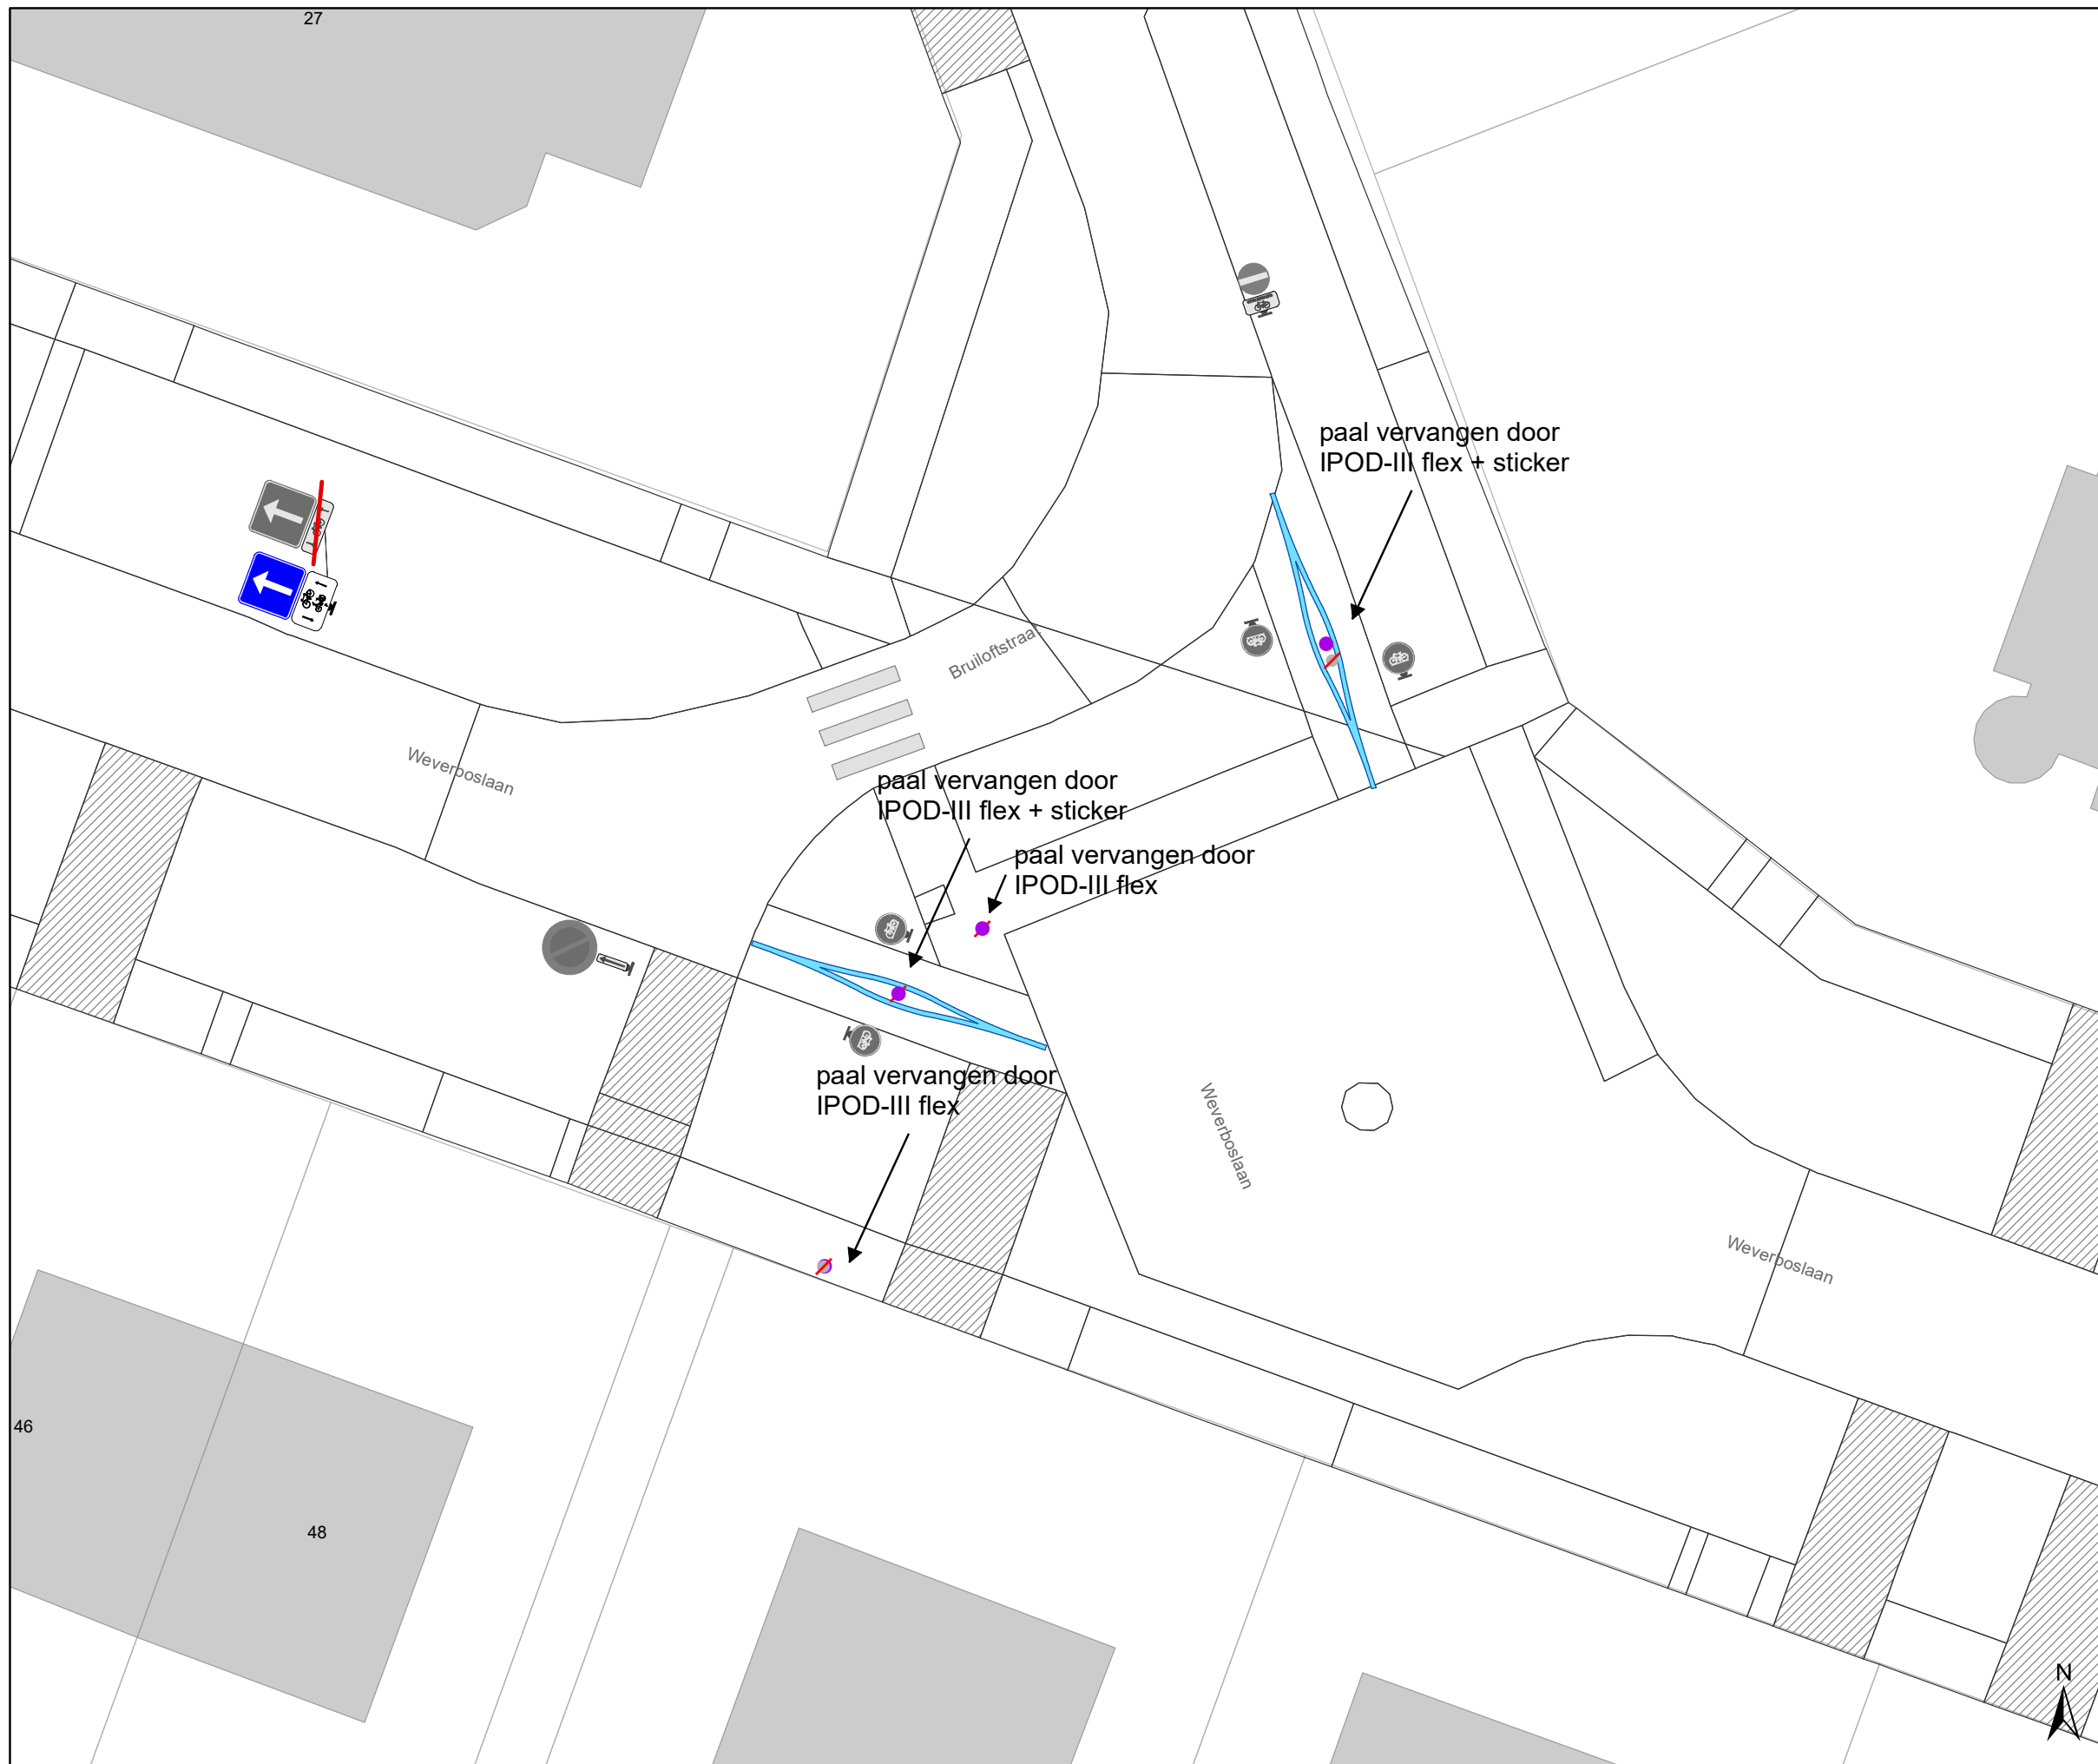 27
paal vervangen door
IPOD-III flex + sticker
Bruiloftstraat
Weverboslaan
paal vervangen door
IPOD-III flex + sticker
paal vervangen door
IPOD-III flex
paal vervangen door
IPOD-III flex
Weverboslaan
Weverboslaan
46
48
N